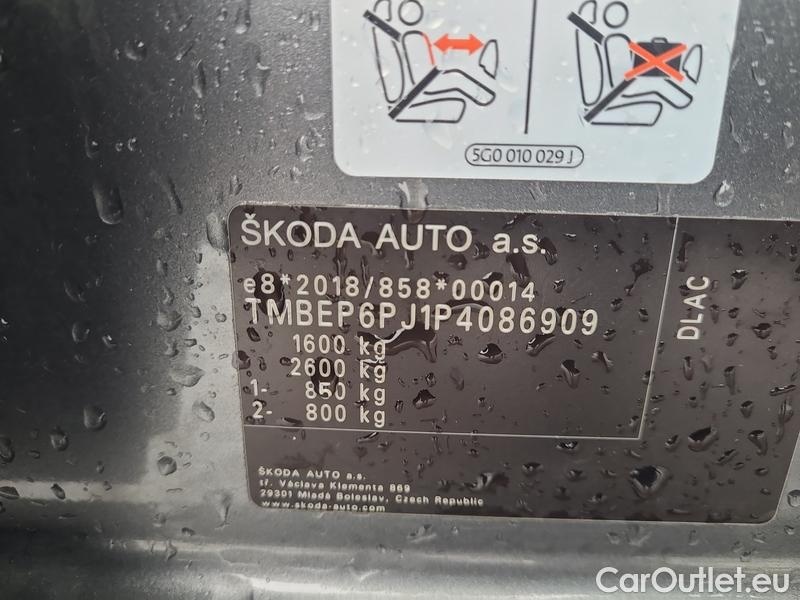 5G0 010 029 J
ŠKODA AUTO a.s.
e8*2018/858*00014
TMBEP6PJ1P4086909
1600 kg
2600 kg
1- 850 kg
2- 800 kg
DLAC
ŠKODA AUTO a.s.
tř. Václava Klementa 869
29301 Mladá Boleslav, Czech Republic
www.skoda-auto.com
CarOutlet.eu